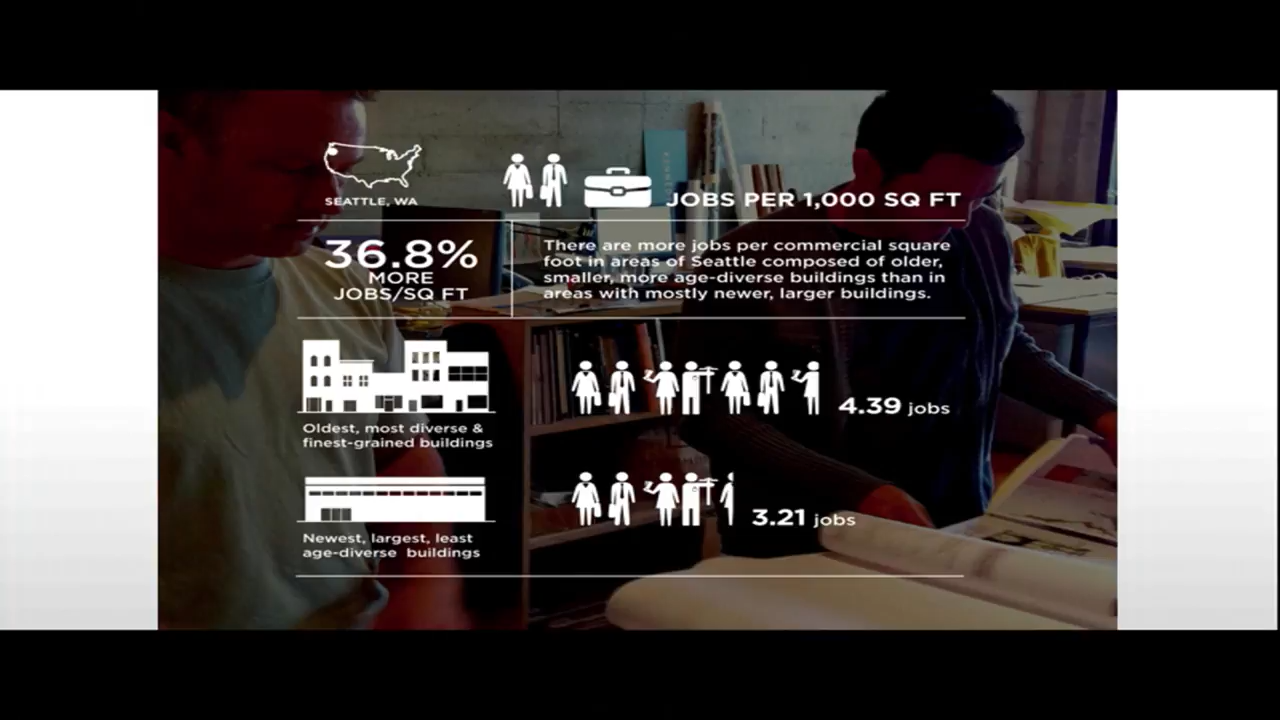 SEATTLE, WA
JOBS PER 1,000 SQ FT
36.8%
MORE
JOBS/SQ FT
There are more jobs per commercial square
foot in areas of Seattle composed of older,
smaller, more age-diverse buildings than in
areas with mostly newer, larger buildings.
4.39 jobs
Oldest, most diverse &
finest-grained buildings
3.21 jobs
Newest, largest, least
age-diverse buildings